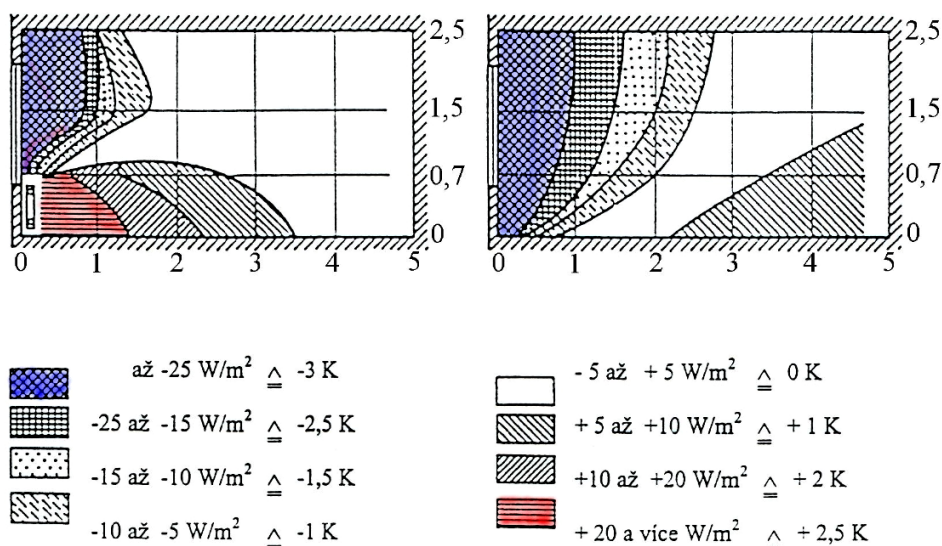 2,5
1,5
0,7
0
0 1 2 3 4 5
2,5
1,5
0,7
0
0 1 2 3 4 5.
až -25 W/m² ≙ -3 K
-25 až -15 W/m² ≙ -2,5 K
-15 až -10 W/m² ≙ -1,5 K
-10 až -5 W/m² ≙ -1 K
- 5 až + 5 W/m² ≙ 0 K
+ 5 až +10 W/m² ≙ + 1 K
+10 až +20 W/m² ≙ + 2 K
+ 20 a více W/m² ^ + 2,5 K